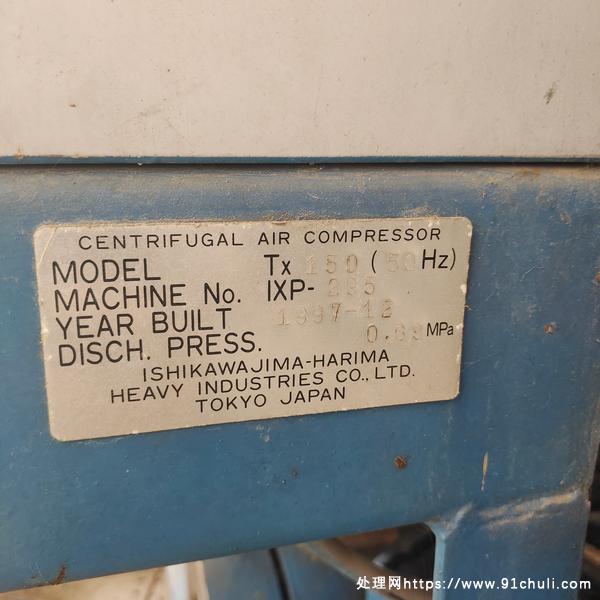 CENTRIFUGAL AIR COMPRESSOR
MODEL Tx 150 (50Hz)
MACHINE No. IXP-295
YEAR BUILT 1997-12
DISCH. PRESS. MPa
ISHIKAWAJIMA-HARIMA
HEAVY INDUSTRIES CO., LTD.
TOKYO JAPAN
处理网https://www.91chuli.com/